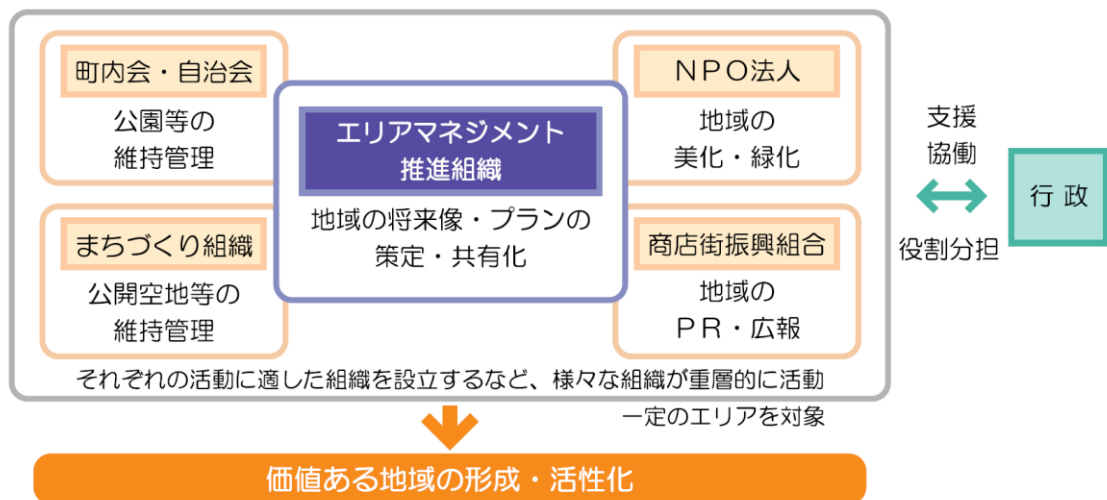 町内会・自治会
公園等の
維持管理
エリアマネジメント
推進組織
地域の将来像・プランの
策定・共有化
NPO法人
地域の
美化・緑化
まちづくり組織
公開空地等の
維持管理
商店街振興組合
地域の
PR・広報
それぞれの活動に適した組織を設立するなど、様々な組織が重層的に活動
一定のエリアを対象
支援
協働
役割分担
行政
価値ある地域の形成・活性化